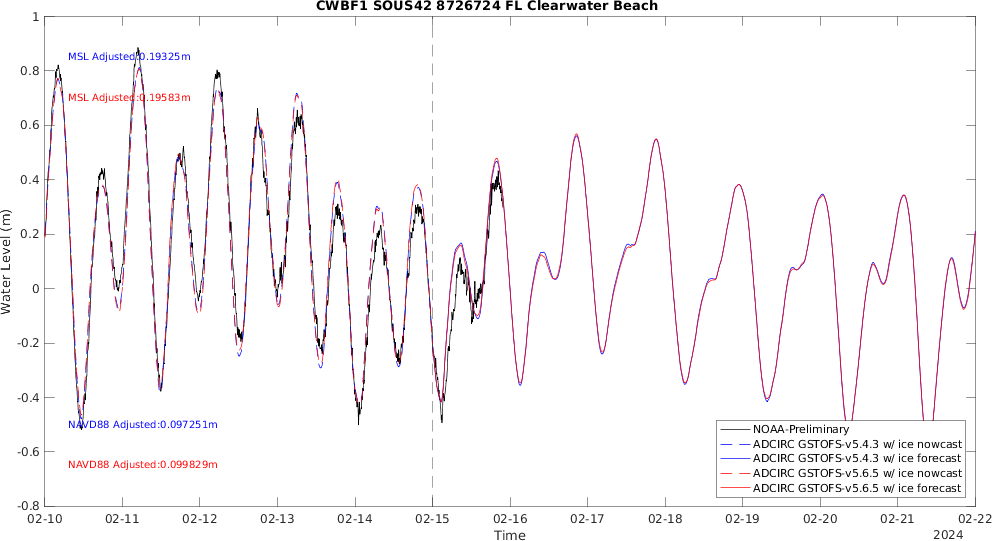 CWBF1 SOUS42 8726724 FL Clearwater Beach
Water Level (m)
1
0.8
0.6
0.4
0.2
0
-0.2
-0.4
-0.6
-0.8
MSL Adjusted:0.19325m
MSL Adjusted:0.19583m
NAVD88 Adjusted:0.097251m
NAVD88 Adjusted:0.099829m
NOAA-Preliminary
ADCIRC GSTOFS-v5.4.3 w/ ice nowcast
ADCIRC GSTOFS-v5.4.3 w/ ice forecast
ADCIRC GSTOFS-v5.6.5 w/ ice nowcast
ADCIRC GSTOFS-v5.6.5 w/ ice forecast
02-10 02-11 02-12 02-13 02-14 02-15 02-16 02-17 02-18 02-19 02-20 02-21 02-22
Time
2024